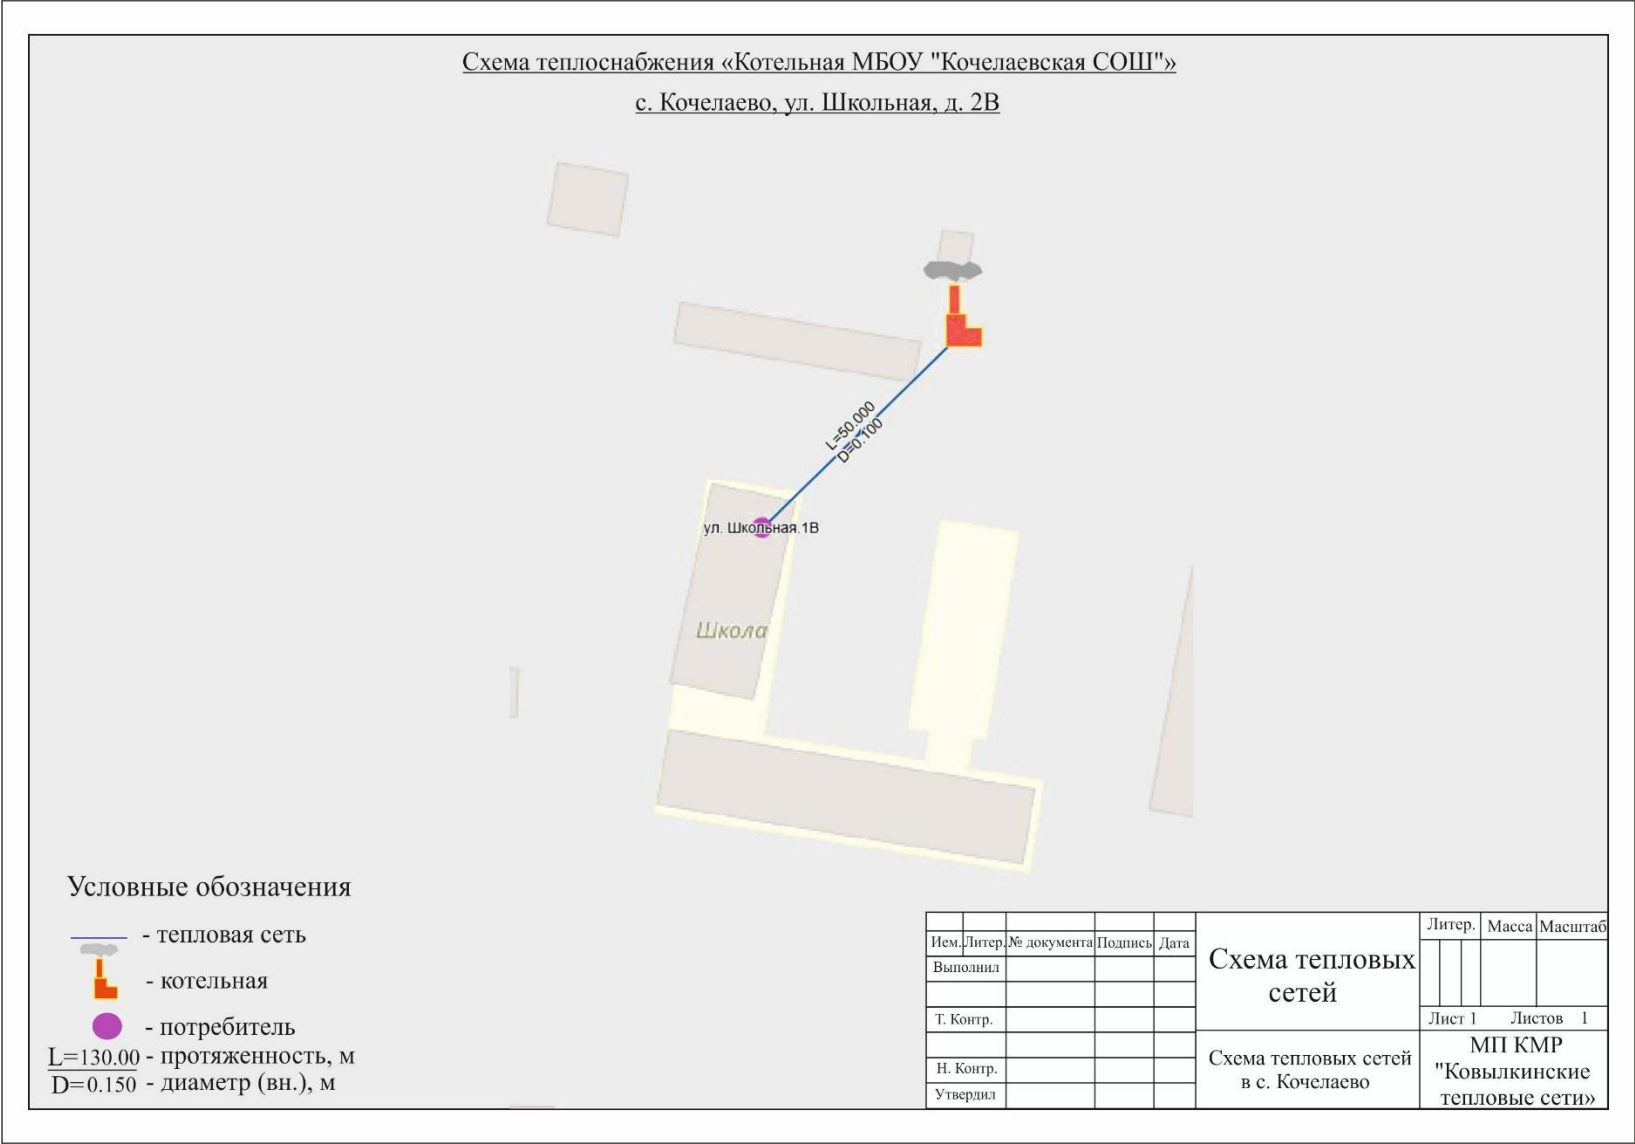 Схема теплоснабжения «Котельная МБОУ "Кочелаевская СОШ"»
с. Кочелаево, ул. Школьная, д. 2В
L=50.000
D=0.100
ул. Школьная.1В
Школа
Условные обозначения
- тепловая сеть
- котельная
- потребитель
L=130.00 - протяженность, м
D=0.150 - диаметр (вн.), м
Ием. Литер. № документа Подпись Дата
Выполнил
Т. Контр.
Н. Контр.
Утвердил
Схема тепловых
сетей
Схема тепловых сетей
в с. Кочелаево
Литер. Масса Масштаб
Лист 1 Листов 1
МП КМР
"Ковылкинские
тепловые сети»